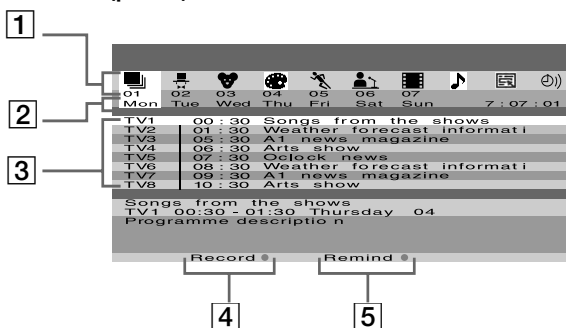 1
01 02 03 04 05 06 07
2
Mon Tue Wed Thu Fri Sat Sun 7 : 07 : 01
TV1 00 : 30 Songs from the shows
TV2 01 : 30 Weather forecast informati
TV3 05 : 30 A1 news magazine
TV4 06 : 30 Arts show
3
TV5 07 : 30 Oclock news
TV6 08 : 30 Weather forecast informati
TV7 09 : 30 A1 news magazine
TV8 10 : 30 Arts show
Songs from the shows
TV1 00:30 - 01:30 Thursday 04
Programme descriptio n
Record Remind
4 5